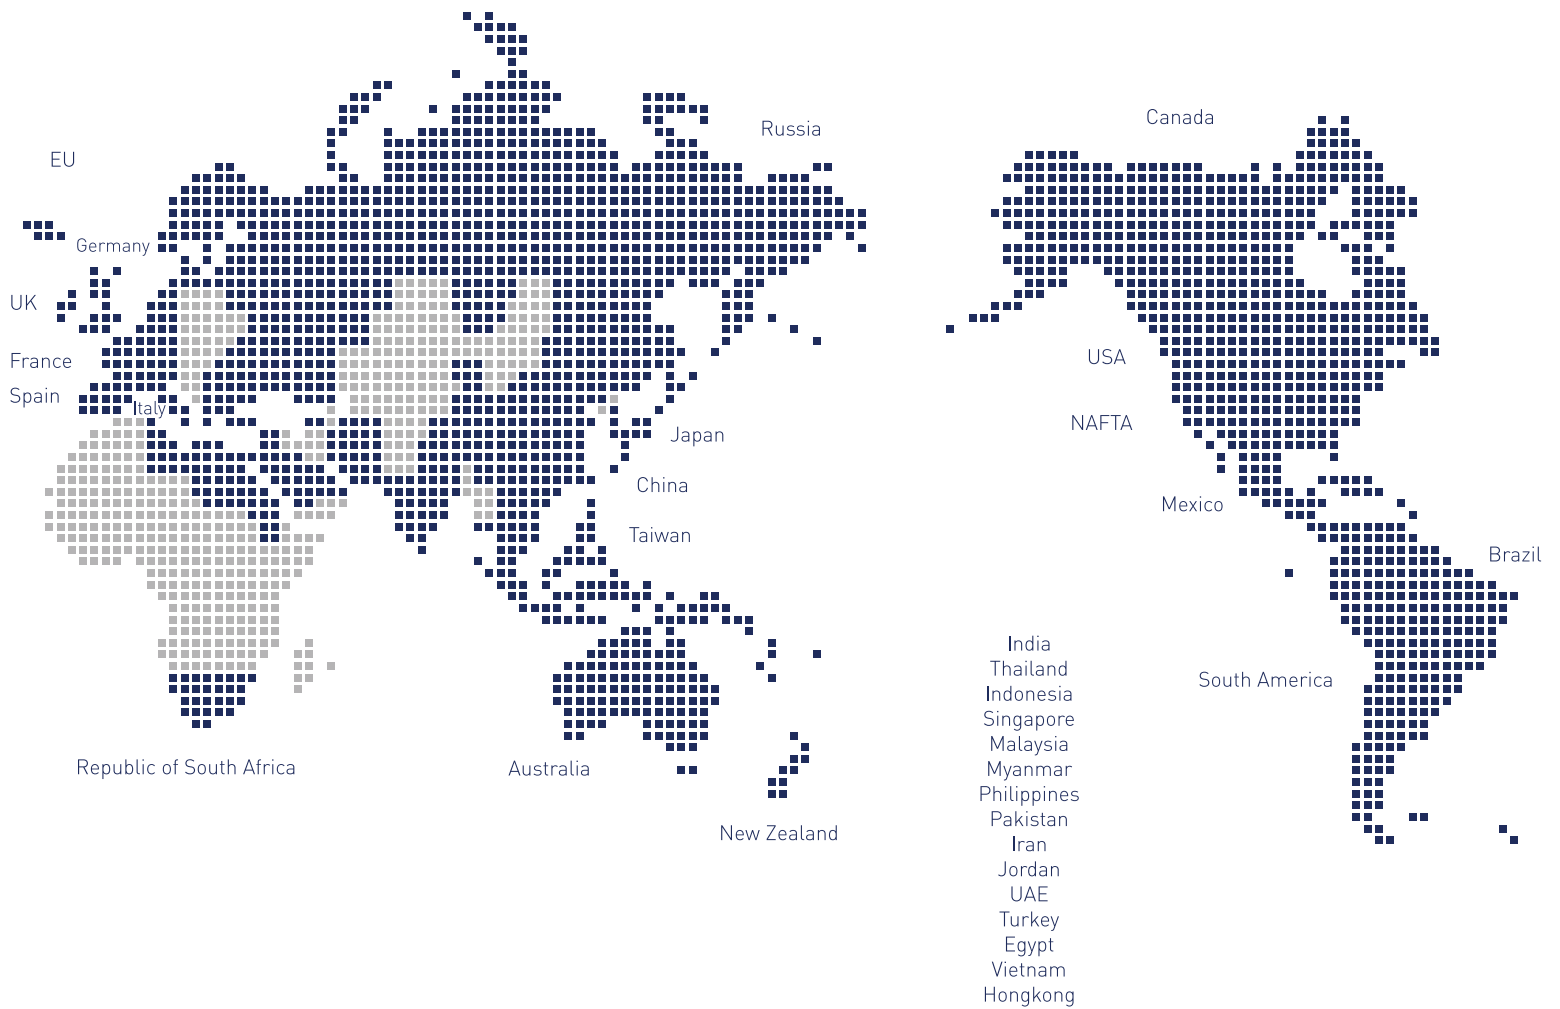 Canada
Russia
EU
Germany
UK
USA
France
Spain
Italy
NAFTA
Japan
China
Mexico
Taiwan
Brazil
India
Thailand
South America
Indonesia
Singapore
Malaysia
Republic of South Africa
Australia
Myanmar
Philippines
Pakistan
New Zealand
Iran
Jordan
UAE
Turkey
Egypt
Vietnam
Hongkong